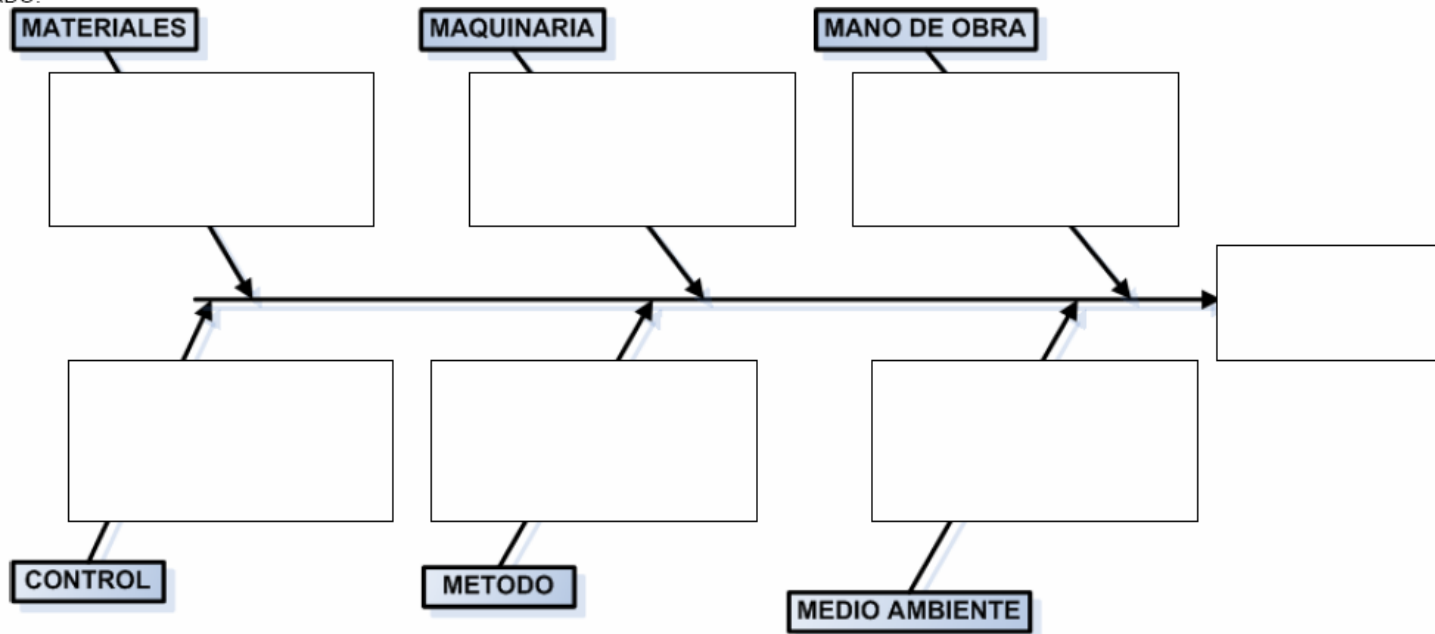 MATERIALES
MAQUINARIA
MANO DE OBRA
CONTROL
METODO
MEDIO AMBIENTE